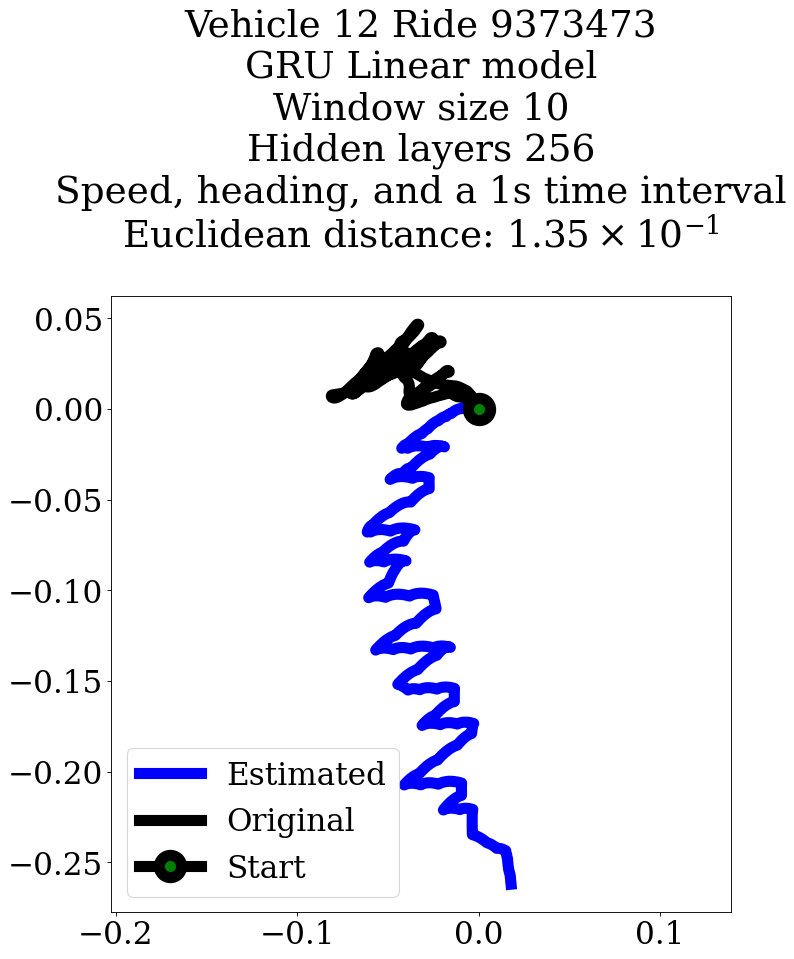 Vehicle 12 Ride 9373473
GRU Linear model
Window size 10
Hidden layers 256
Speed, heading, and a 1s time interval
Euclidean distance: 1.35 × 10⁻¹
0.05
0.00
−0.05
−0.10
−0.15
−0.20
−0.25
Estimated
Original
Start
−0.2
−0.1
0.0
0.1